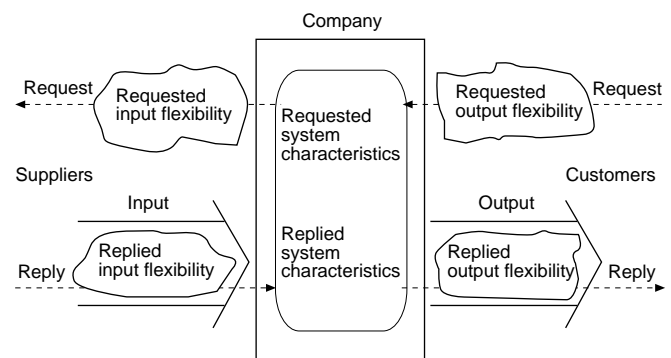 Company
Request
Requested
input flexibility
Requested
system
characteristics
Requested
output flexibility
Request
Suppliers
Customers
Input
Output
Reply
Replied
input flexibility
Replied
system
characteristics
Replied
output flexibility
Reply